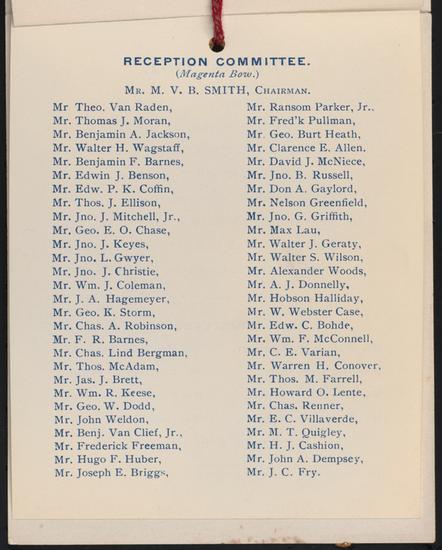 RECEPTION COMMITTEE.
(Magenta Bow.)
MR. M. V. B. SMITH, CHAIRMAN.
Mr Theo. Van Raden,
Mr. Thomas J. Moran,
Mr. Benjamin A. Jackson,
Mr. Walter H. Wagstaff,
Mr. Benjamin F. Barnes,
Mr. Edwin J. Benson,
Mr. Edw. P. K. Coffin,
Mr. Thos. J. Ellison,
Mr. Jno. J. Mitchell, Jr.,
Mr. Geo. E. O. Chase,
Mr. Jno. J. Keyes,
Mr. Jno. L. Gwyer,
Mr. Jno. J. Christie,
Mr. Wm. J. Coleman,
Mr. J. A. Hagemeyer,
Mr. Geo. K. Storm,
Mr. Chas. A. Robinson,
Mr. F. R. Barnes,
Mr. Chas. Lind Bergman,
Mr. Thos. McAdam,
Mr. Jas. J. Brett,
Mr. Wm. R. Keese,
Mr. Geo. W. Dodd,
Mr. John Weldon,
Mr. Benj. Van Clief, Jr.,
Mr. Frederick Freeman,
Mr. Hugo F. Huber,
Mr. Joseph E. Briggs,
Mr. Ransom Parker, Jr..
Mr. Fred'k Pullman,
Mr. Geo. Burt Heath,
Mr. Clarence E. Allen.
Mr. David J. McNiece,
Mr. Jno. B. Russell,
Mr. Don A. Gaylord,
Mr. Nelson Greenfield,
Mr. Jno. G. Griffith,
Mr. Max Lau,
Mr. Walter J. Geraty,
Mr. Walter S. Wilson,
Mr. Alexander Woods,
Mr. A. J. Donnelly,
Mr. Hobson Halliday,
Mr. W. Webster Case,
Mr. Edw. C. Bohde,
Mr. Wm. F. McConnell,
Mr. C. E. Varian,
Mr. Warren H. Conover,
Mr. Thos. M. Farrell,
Mr. Howard O. Lente,
Mr. Chas. Renner,
Mr. E. C. Villaverde,
Mr. M. T. Quigley,
Mr. H. J. Cashion,
Mr. John A. Dempsey,
Mr. J. C. Fry.